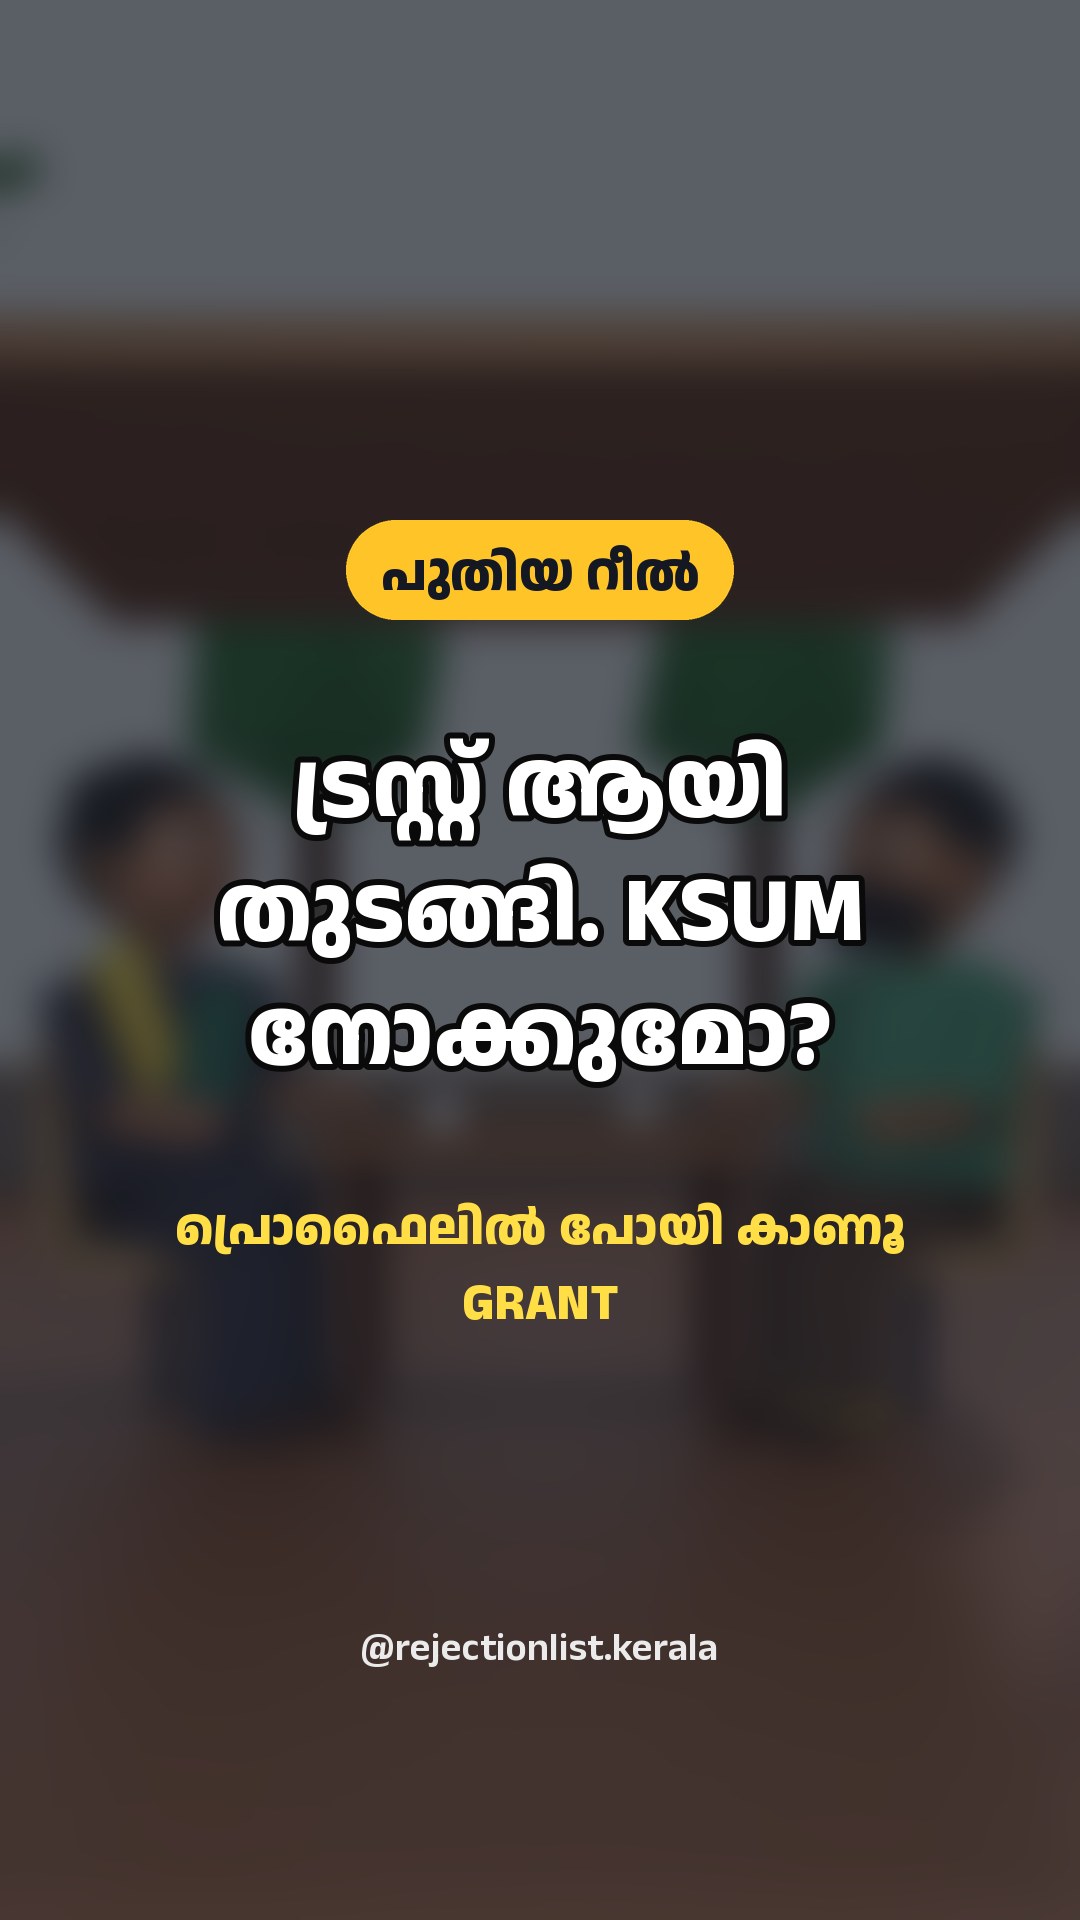 പുതിയ റീൽ
ട്രസ്റ്റ് ആയി
തുടങ്ങി. KSUM
നോക്കുമോ?
പ്രൊഫൈലിൽ പോയി കാണൂ
GRANT
@rejectionlist.kerala